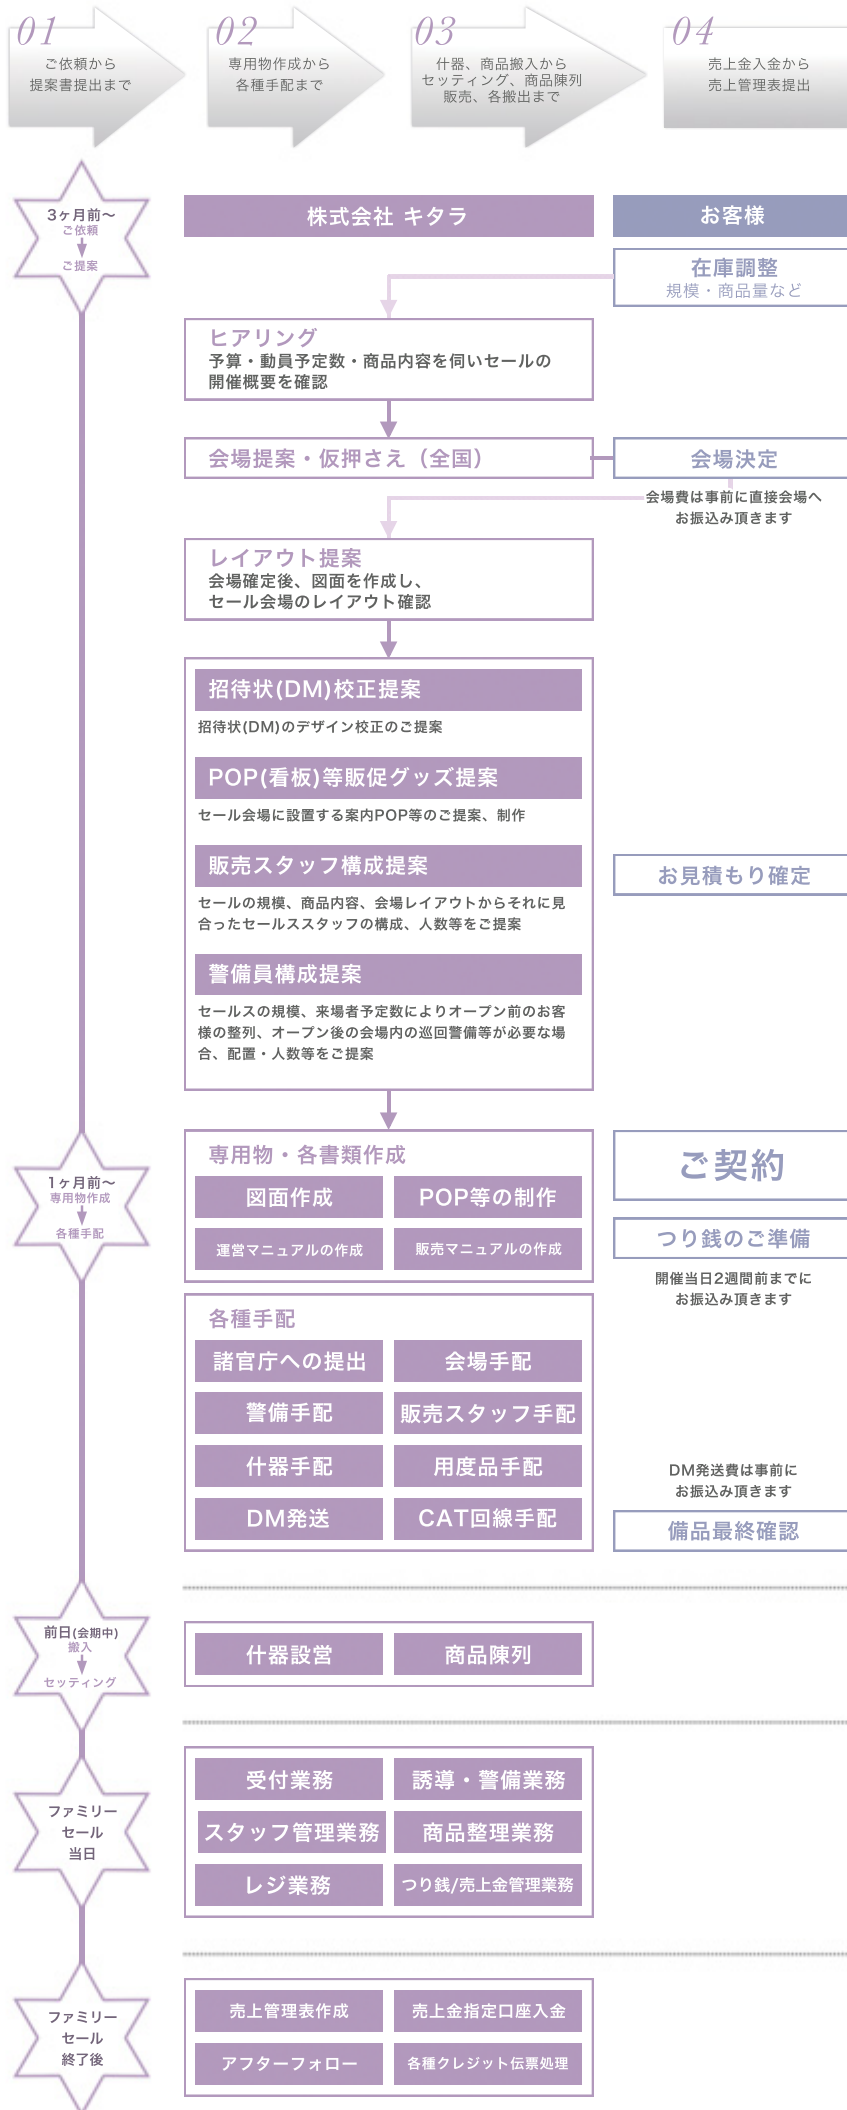 01
ご依頼から
提案書提出まで
02
専用物作成から
各種手配まで
03
什器、商品搬入から
セッティング、商品陳列
販売、各搬出まで
04
売上金入金から
売上管理表提出
3ヶ月前〜
ご依頼
ご提案
株式会社 キタラ
お客様
在庫調整
規模・商品量など
ヒアリング
予算・動員予定数・商品内容を伺いセールの
開催概要を確認
会場提案・仮押さえ（全国）
会場決定
会場費は事前に直接会場へ
お振込み頂きます
レイアウト提案
会場確定後、図面を作成し、
セール会場のレイアウト確認
招待状(DM)校正提案
招待状(DM)のデザイン校正のご提案
POP(看板)等販促グッズ提案
セール会場に設置する案内POP等のご提案、制作
販売スタッフ構成提案
セールの規模、商品内容、会場レイアウトからそれに見
合ったセールススタッフの構成、人数等をご提案
お見積もり確定
警備員構成提案
セールスの規模、来場者予定数によりオープン前のお客
様の整列、オープン後の会場内の巡回警備等が必要な場
合、配置・人数等をご提案
1ヶ月前〜
専用物作成
各種手配
専用物・各書類作成
図面作成
POP等の制作
運営マニュアルの作成
販売マニュアルの作成
ご契約
つり銭のご準備
開催当日2週間前までに
お振込み頂きます
各種手配
諸官庁への提出
会場手配
警備手配
販売スタッフ手配
什器手配
用度品手配
DM発送
CAT回線手配
DM発送費は事前に
お振込み頂きます
備品最終確認
前日(会期中)
搬入
セッティング
什器設営
商品陳列
ファミリー
セール
当日
受付業務
誘導・警備業務
スタッフ管理業務
商品整理業務
レジ業務
つり銭/売上金管理業務
ファミリー
セール
終了後
売上管理表作成
売上金指定口座入金
アフターフォロー
各種クレジット伝票処理